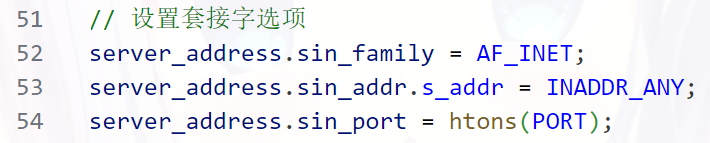 51 // 设置套接字选项
52 server_address.sin_family = AF_INET;
53 server_address.sin_addr.s_addr = INADDR_ANY;
54 server_address.sin_port = htons(PORT);